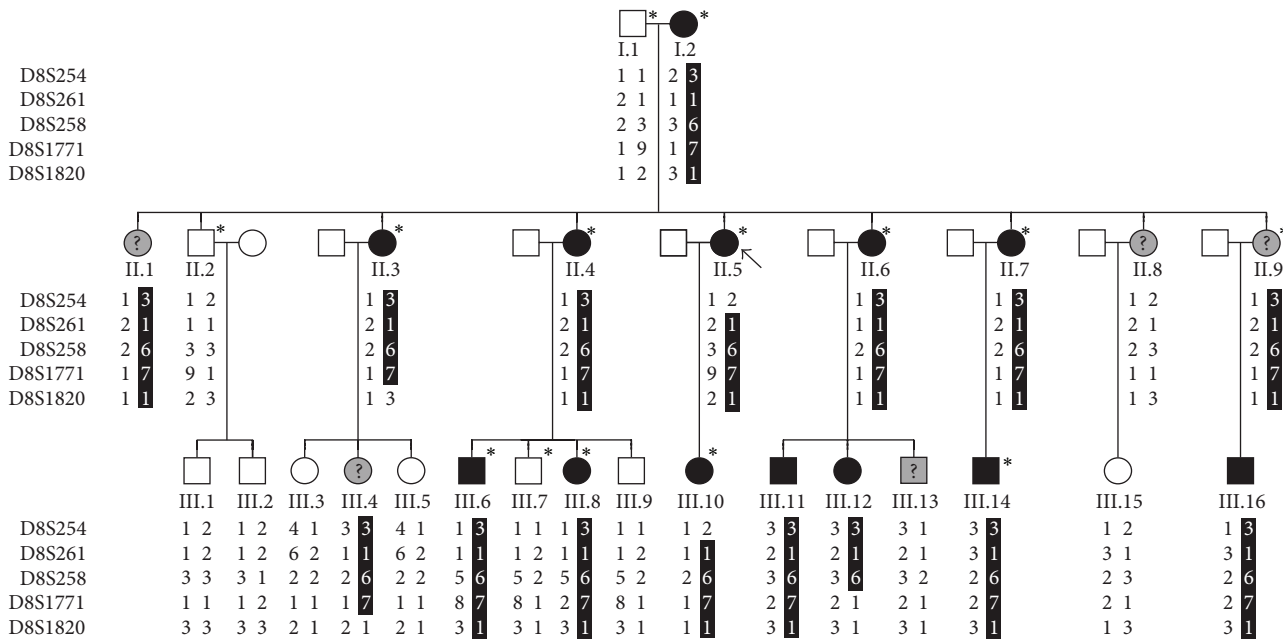 * *
I.1 I.2
D8S254 1 1 2 3
D8S261 2 1 1 1
D8S258 2 3 3 6
D8S1771 1 9 1 7
D8S1820 1 2 3 1
? * * * * * * ? ? *
II.1 II.2 II.3 II.4 II.5 II.6 II.7 II.8 II.9
D8S254 1 3 1 2 1 3 1 3 1 2 1 3 1 3 1 2 1 3
D8S261 2 1 1 1 2 1 2 1 2 1 1 1 2 1 2 1 2 1
D8S258 2 6 3 3 2 6 2 6 3 6 2 6 2 6 2 3 2 6
D8S1771 1 7 9 1 1 7 1 7 9 7 1 7 1 7 1 1 1 7
D8S1820 1 1 2 3 1 3 1 1 2 1 1 1 1 1 1 3 1 1
? * * * * ? *
III.1 III.2 III.3 III.4 III.5 III.6 III.7 III.8 III.9 III.10 III.11 III.12 III.13 III.14 III.15 III.16
D8S254 1 2 1 2 4 1 3 3 4 1 1 3 1 1 1 3 1 1 1 2 3 3 3 3 3 1 3 3 1 2 1 3
D8S261 1 2 1 2 6 2 1 1 6 2 1 1 1 2 1 1 1 2 1 1 2 1 2 1 2 1 3 1 3 1 3 1
D8S258 3 3 3 1 2 2 2 6 2 2 5 6 5 2 5 6 5 2 2 6 3 6 3 6 3 2 2 6 2 3 2 6
D8S1771 1 1 1 2 1 1 1 7 1 1 8 7 8 1 2 7 8 1 1 7 2 7 2 1 2 1 2 7 2 1 2 7
D8S1820 3 3 3 3 2 1 2 1 2 1 3 1 3 1 3 1 3 1 1 1 3 1 3 1 3 1 3 1 1 3 3 1